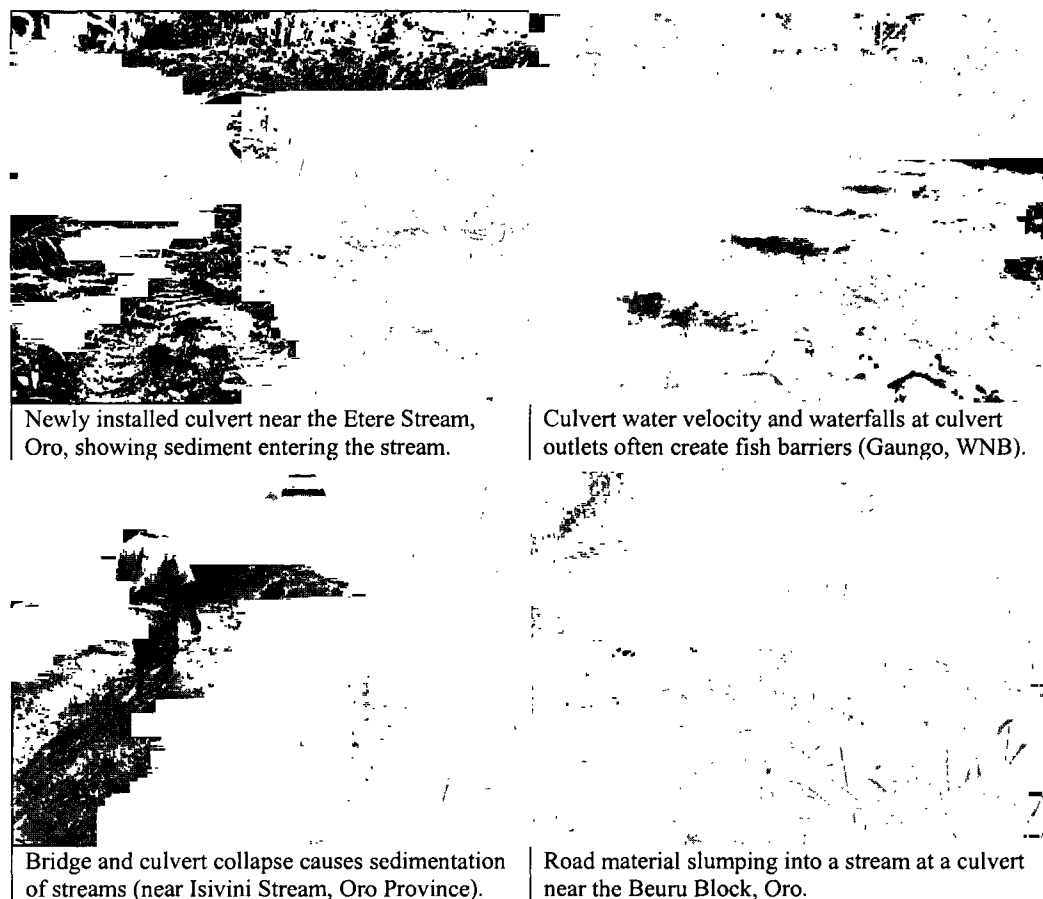 Newly installed culvert near the Etere Stream,
Oro, showing sediment entering the stream.
Culvert water velocity and waterfalls at culvert
outlets often create fish barriers (Gaungo, WNB).
Bridge and culvert collapse causes sedimentation
of streams (near Isivini Stream, Oro Province).
Road material slumping into a stream at a culvert
near the Beuru Block, Oro.